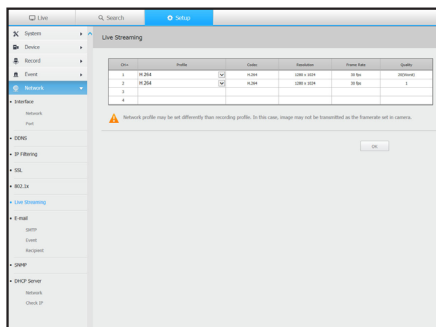 Live
Search
Setup
System
Device
Record
Event
Network
Interface
Network
Port
DDNS
IP Filtering
SSL
802.1x
Live Streaming
E-mail
SMTP
Event
Recipient
SNMP
DHCP Server
Network
Check IP
Live Streaming
CH Profile Codec Resolution Frame Rate Quality
1 H.264 H.264 1280 x 1024 30 fps
2 H.264 H.264 1280 x 1024 30 fps 1
3
4
Network profile may be set differently than recording profile. In this case, image may not be transmitted as the framerate set in camera.
OK